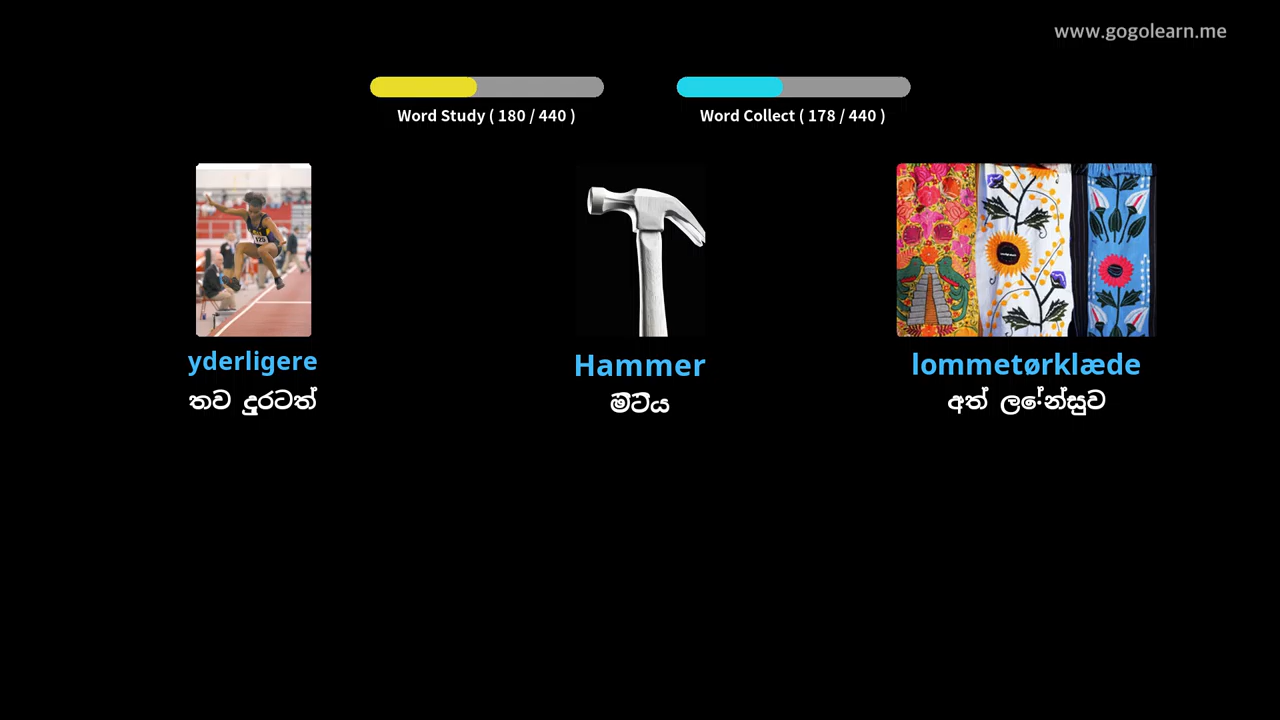 www.gogolearn.me
Word Study ( 180 / 440 )
Word Collect ( 178 / 440 )
yderligere
තව දුරටත්
Hammer
මිටිය
lommetørklæde
අත් ලේන්සුව